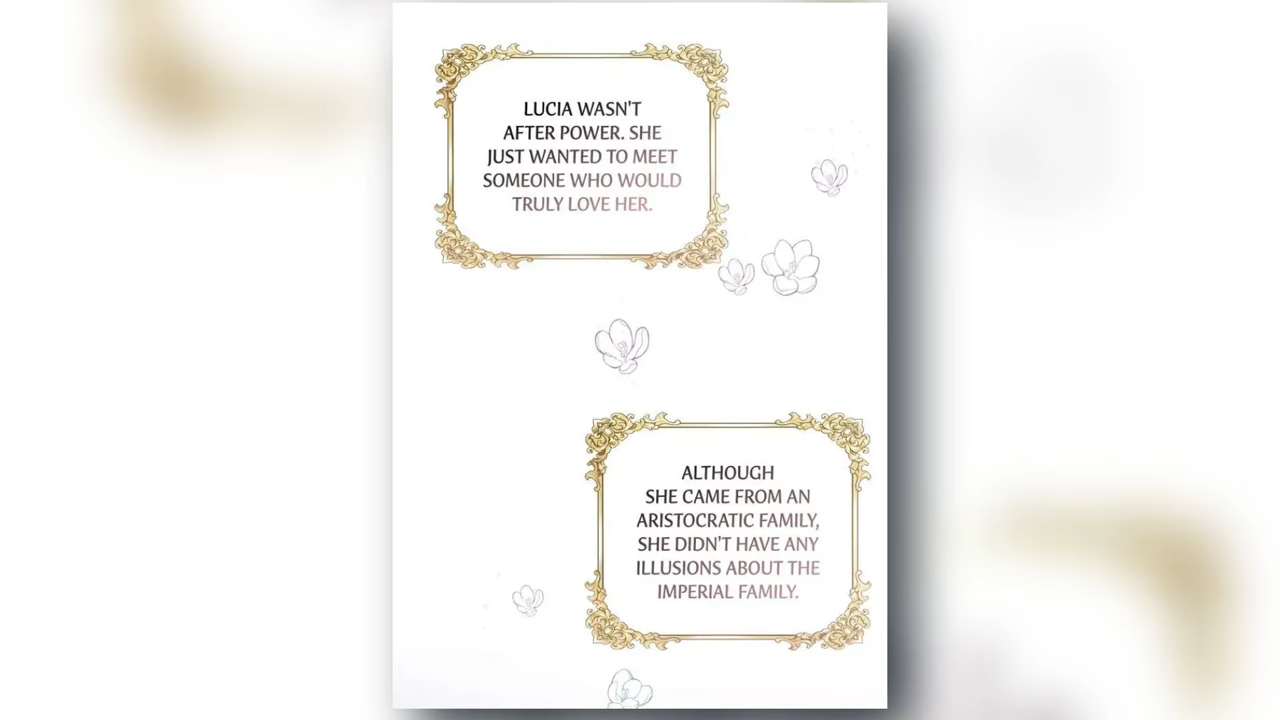 LUCIA WASN'T
AFTER POWER. SHE
JUST WANTED TO MEET
SOMEONE WHO WOULD
TRULY LOVE HER.
ALTHOUGH
SHE CAME FROM AN
ARISTOCRATIC FAMILY,
SHE DIDN'T HAVE ANY
ILLUSIONS ABOUT THE
IMPERIAL FAMILY.